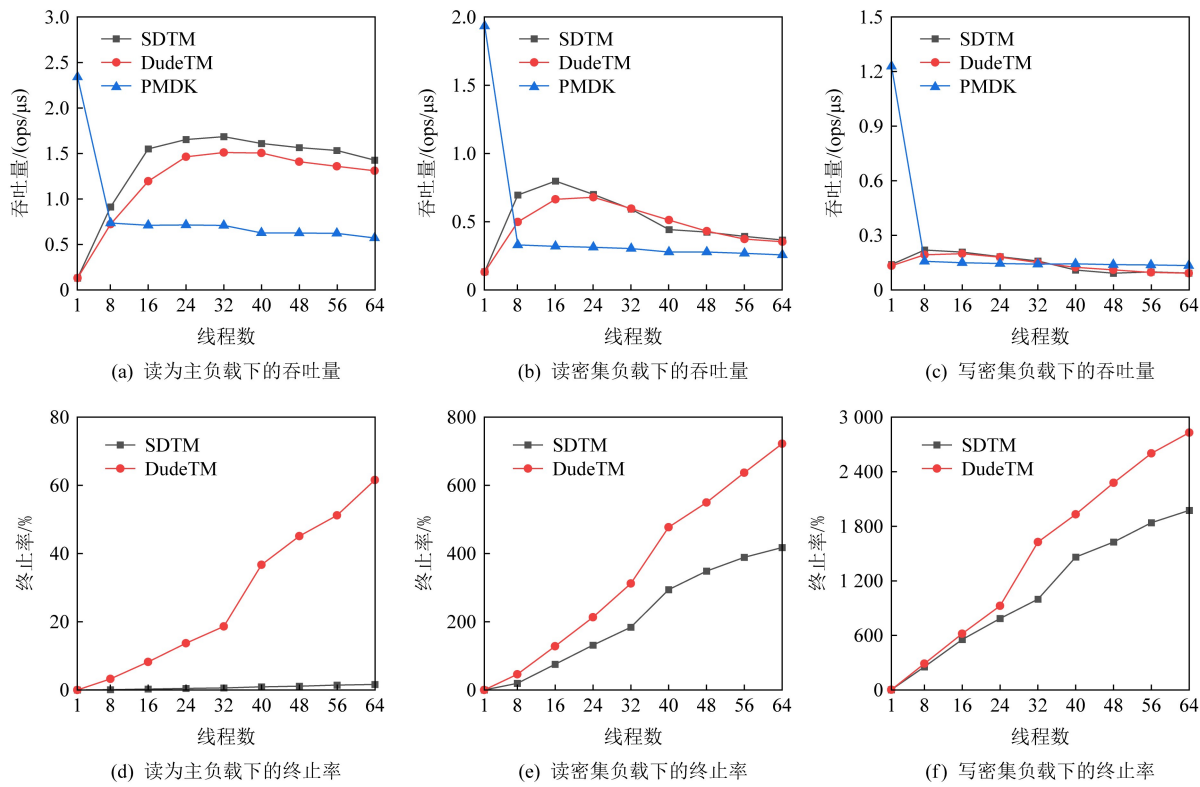 3.0
2.5
2.0
1.5
1.0
0.5
0
吞吐量/(ops/μs)
SDTM
DudeTM
PMDK
1 8 16 24 32 40 48 56 64
线程数
(a) 读为主负载下的吞吐量
2.0
1.5
1.0
0.5
0
吞吐量/(ops/μs)
SDTM
DudeTM
PMDK
1 8 16 24 32 40 48 56 64
线程数
(b) 读密集负载下的吞吐量
1.5
1.2
0.9
0.6
0.3
0
吞吐量/(ops/μs)
SDTM
DudeTM
PMDK
1 8 16 24 32 40 48 56 64
线程数
(c) 写密集负载下的吞吐量
80
60
40
20
0
终止率/%
SDTM
DudeTM
1 8 16 24 32 40 48 56 64
线程数
(d) 读为主负载下的终止率
800
600
400
200
0
终止率/%
SDTM
DudeTM
1 8 16 24 32 40 48 56 64
线程数
(e) 读密集负载下的终止率
3 000
2 400
1 800
1 200
600
0
终止率/%
SDTM
DudeTM
1 8 16 24 32 40 48 56 64
线程数
(f) 写密集负载下的终止率